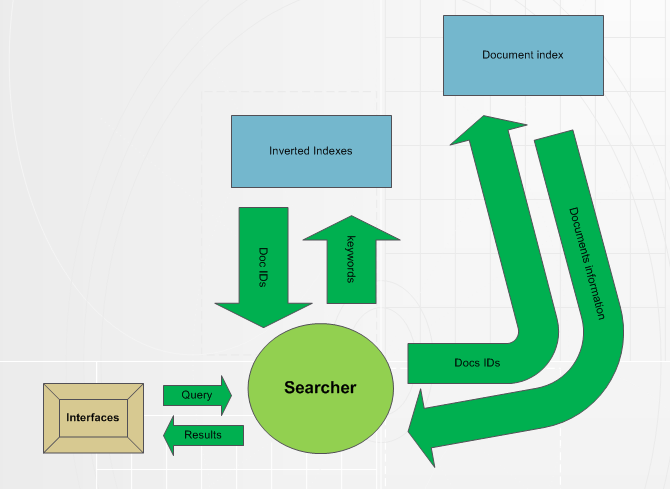 Document index
Inverted Indexes
Doc IDs
keywords
Documents information
Docs IDs
Searcher
Query
Interfaces
Results